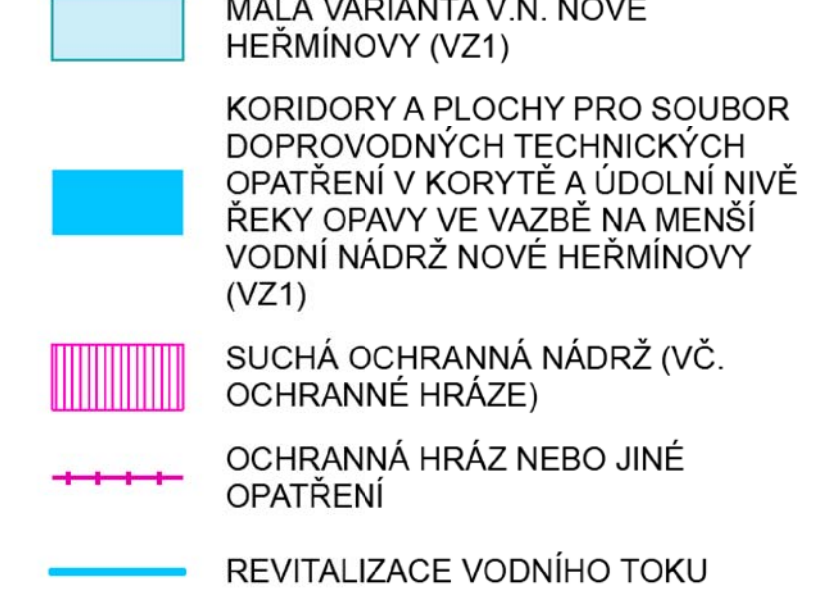 MALÁ VARIANTA V.N. NOVÉ
HEŘMÍNOVY (VZ1)
KORIDORY A PLOCHY PRO SOUBOR
DOPROVODNÝCH TECHNICKÝCH
OPATŘENÍ V KORYTĚ A ÚDOLNÍ NIVĚ
ŘEKY OPAVY VE VAZBĚ NA MENŠÍ
VODNÍ NÁDRŽ NOVÉ HEŘMÍNOVY
(VZ1)
SUCHÁ OCHRANNÁ NÁDRŽ (VČ.
OCHRANNÉ HRÁZE)
OCHRANNÁ HRÁZ NEBO JINÉ
OPATŘENÍ
REVITALIZACE VODNÍHO TOKU